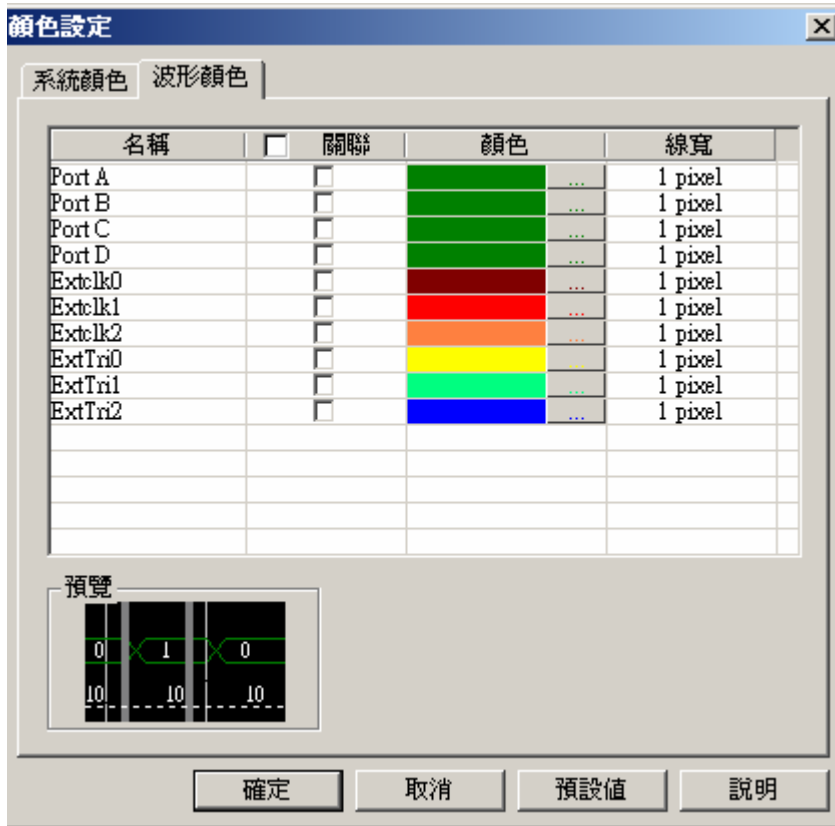 顏色設定
系統顏色 波形顏色
名稱 關聯 顏色 線寬
Port A ... 1 pixel
Port B ... 1 pixel
Port C ... 1 pixel
Port D ... 1 pixel
Extclk0 ... 1 pixel
Extclk1 ... 1 pixel
Extclk2 ... 1 pixel
ExtTri0 ... 1 pixel
ExtTri1 ... 1 pixel
ExtTri2 ... 1 pixel
預覽
0 1 0
10 10 10
確定 取消 預設值 說明